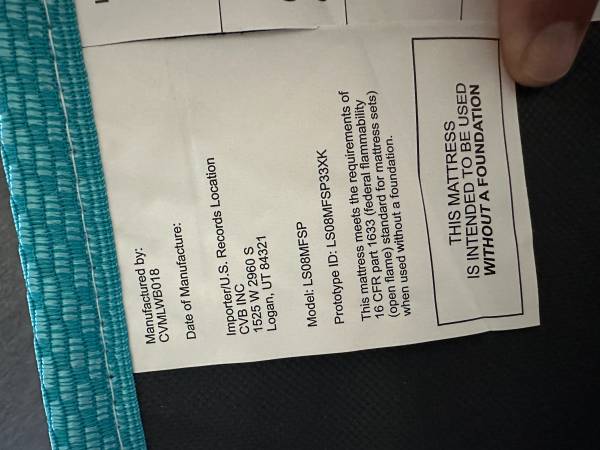 Manufactured by:
CVMLWB018
Date of Manufacture:
Importer/U.S. Records Location
CVB INC
1525 W 2960 S
Logan, UT 84321
Model: LS08MFSP
Prototype ID: LS08MFSP33XK
This mattress meets the requirements of
16 CFR part 1633 (federal flammability
(open flame) standard for mattress sets)
when used without a foundation.
THIS MATTRESS
IS INTENDED TO BE USED
WITHOUT A FOUNDATION